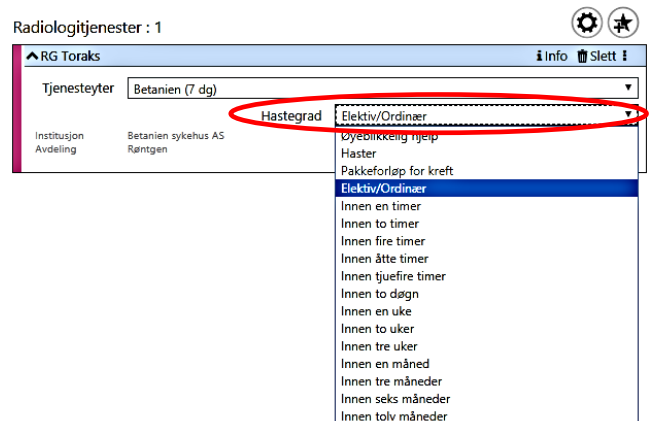 Radiologitjenester : 1
RG Toraks
Info Slett
Tjenesteyter Betanien (7 dg)
Hastegrad Elektiv/Ordinær
Institusjon Betanien sykehus AS
Avdeling Røntgen
Øyeblikkelig hjelp
Haster
Pakkeforløp for kreft
Elektiv/Ordinær
Innen en timer
Innen to timer
Innen fire timer
Innen åtte timer
Innen tjuefire timer
Innen to døgn
Innen en uke
Innen to uker
Innen tre uker
Innen en måned
Innen tre måneder
Innen seks måneder
Innen tolv måneder